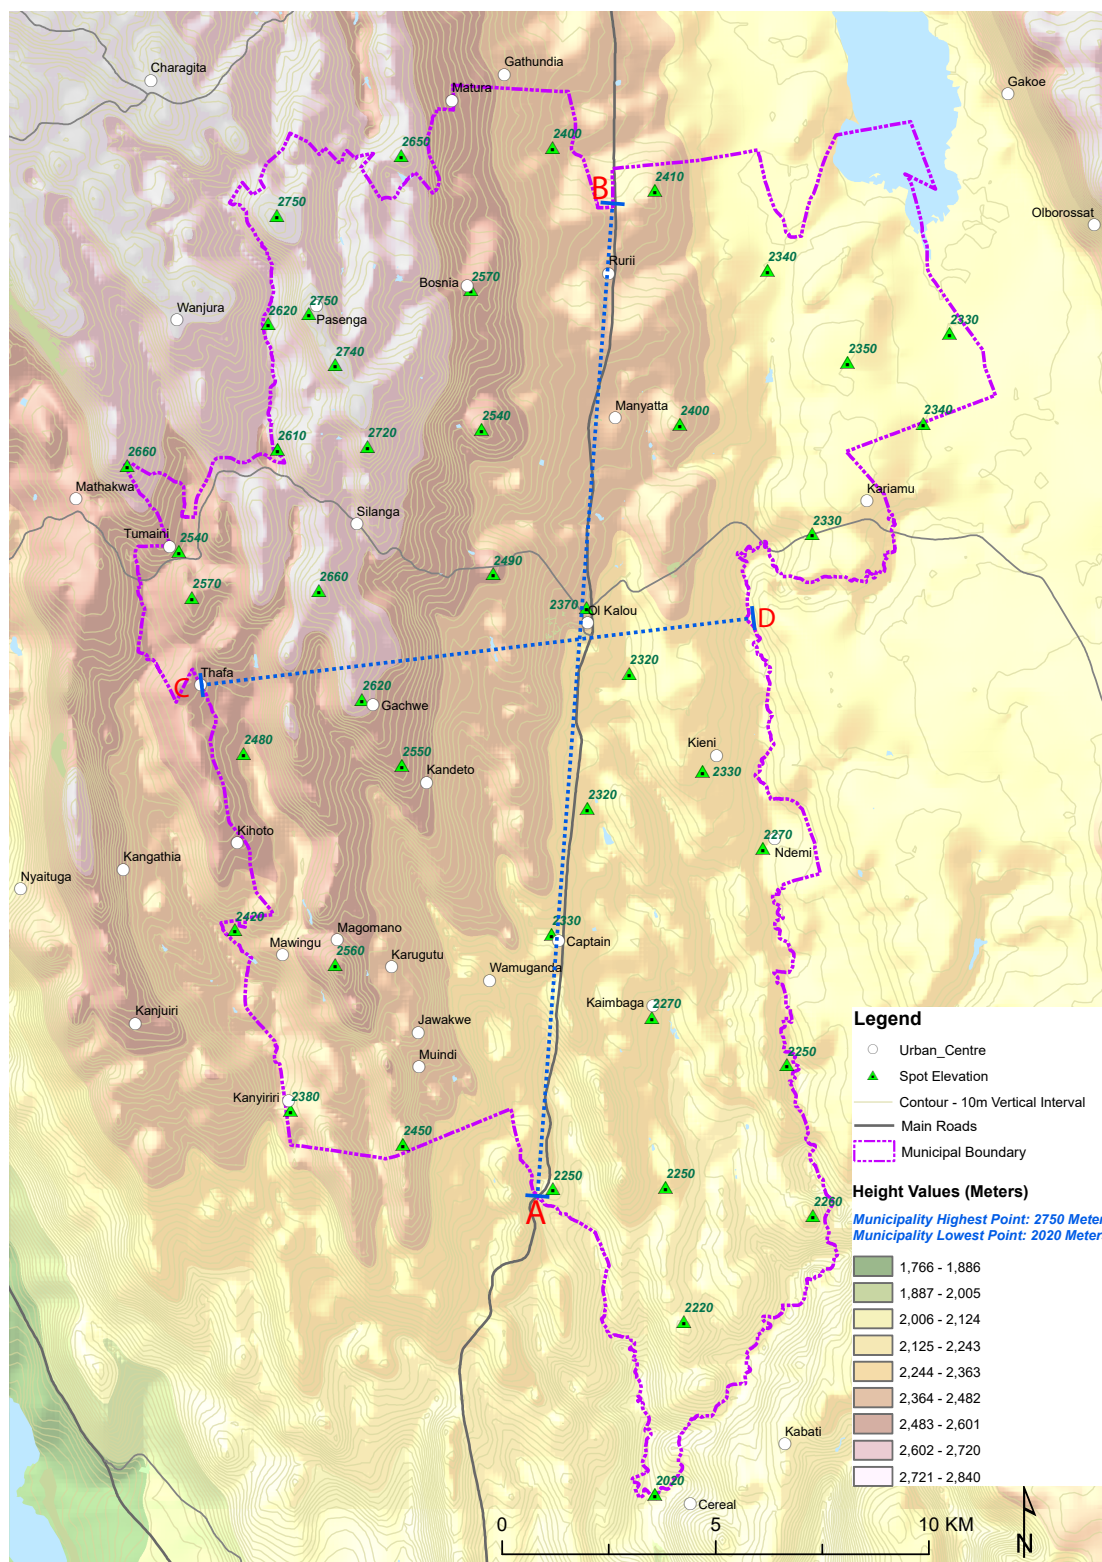 Gathundia
Charagita
Gakoe
Matura
2400
2650
B
2410
2750
Olborossat
2340
Rurii
Bosnia
2570
2750
Wanjura
2620
Pasenga
2330
2740
2350
Manyatta
2400
2540
2340
2720
2610
2660
Mathakwa
Kariamu
Silanga
Tumaini
2540
2330
2490
2570
2660
2370
Ol Kalou
D
Thafa
C
2320
2620
Gachwe
2480
Kieni
2550
2330
Kandeto
2320
Kihoto
2270
Ndemi
Kangathia
Nyaituga
2420
2330
Magomano
Captain
Mawingu
2560
Karugutu
Wamuganda
Kaimbaga
2270
Kanjuiri
Jawakwe
Muindi
2250
Kanyiriri
2380
2450
2250
2250
A
2260
2220
Kabati
2020
Cereal
Legend
Urban_Centre
Spot Elevation
Contour - 10m Vertical Interval
Main Roads
Municipal Boundary
Height Values (Meters)
Municipality Highest Point: 2750 Meter
Municipality Lowest Point: 2020 Meter
1,766 - 1,886
1,887 - 2,005
2,006 - 2,124
2,125 - 2,243
2,244 - 2,363
2,364 - 2,482
2,483 - 2,601
2,602 - 2,720
2,721 - 2,840
0 5 10 KM
N